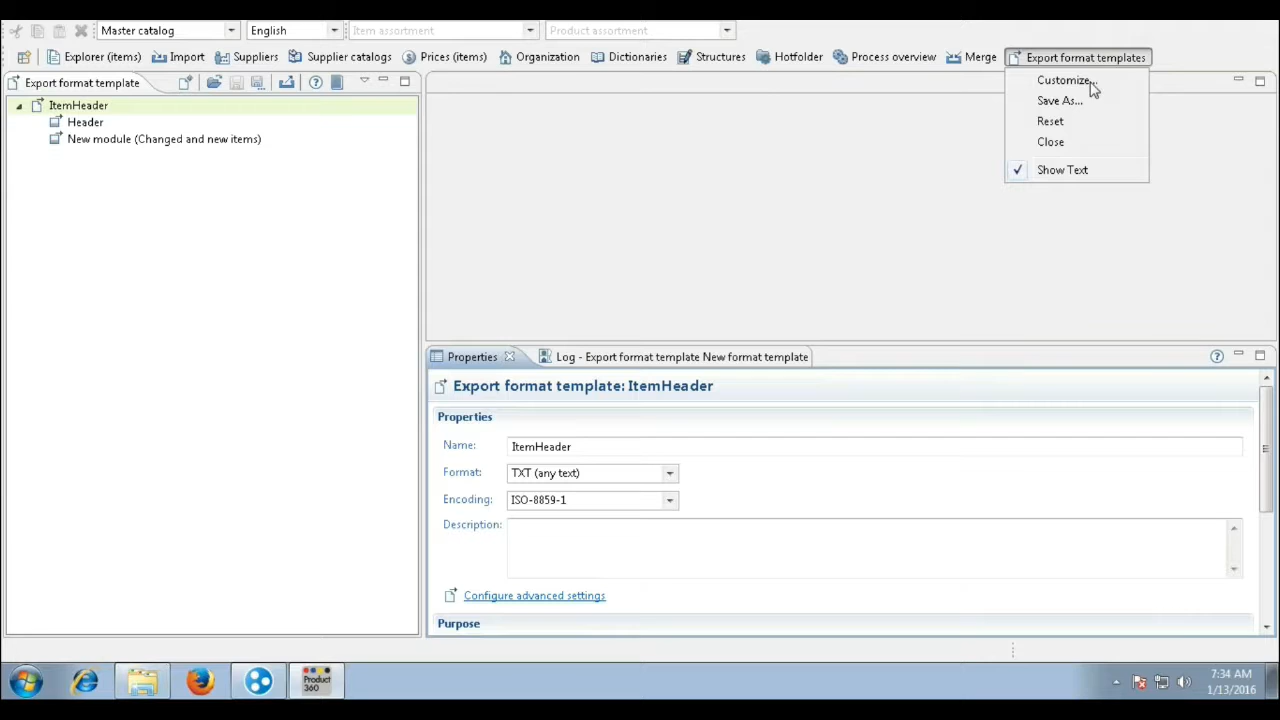 Master catalog English Item assortment Product assortment
Explorer (items) Import Suppliers Supplier catalogs Prices (items) Organization Dictionaries Structures Hotfolder Process overview Merge Export format templates
Export format template
Customize...
Save As...
Reset
Close
Show Text
ItemHeader
Header
New module (Changed and new items)
Properties Log - Export format template New format template
Export format template: ItemHeader
Properties
Name: ItemHeader
Format: TXT (any text)
Encoding: ISO-8859-1
Description:
Configure advanced settings
Purpose
Product
360
7:34 AM
1/13/2016